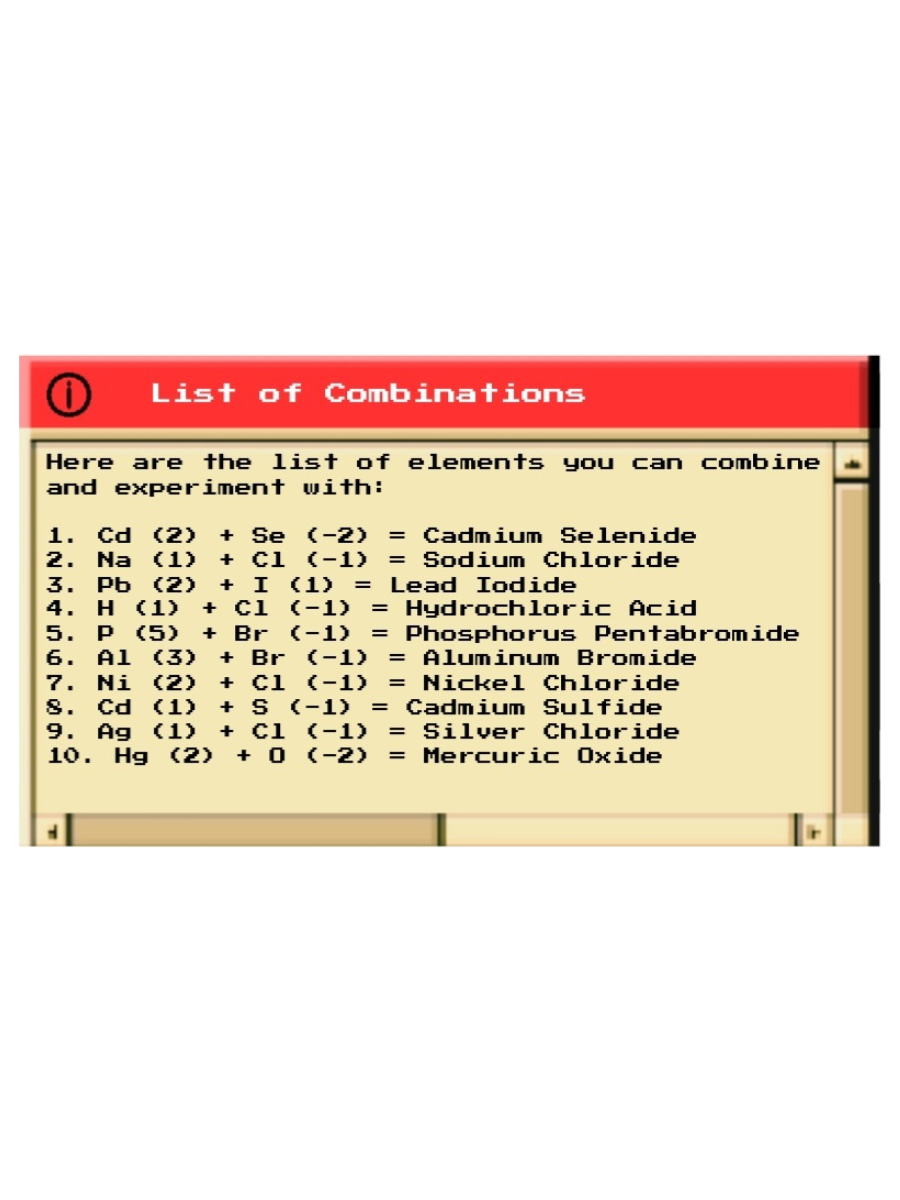 List of Combinations
Here are the list of elements you can combine
and experiment with:
1. Cd (2) + Se (-2) = Cadmium Selenide
2. Na (1) + Cl (-1) = Sodium Chloride
3. Pb (2) + I (1) = Lead Iodide
4. H (1) + Cl (-1) = Hydrochloric Acid
5. P (5) + Br (-1) = Phosphorus Pentabromide
6. Al (3) + Br (-1) = Aluminum Bromide
7. Ni (2) + Cl (-1) = Nickel Chloride
8. Cd (1) + S (-1) = Cadmium Sulfide
9. Ag (1) + Cl (-1) = Silver Chloride
10. Hg (2) + O (-2) = Mercuric Oxide